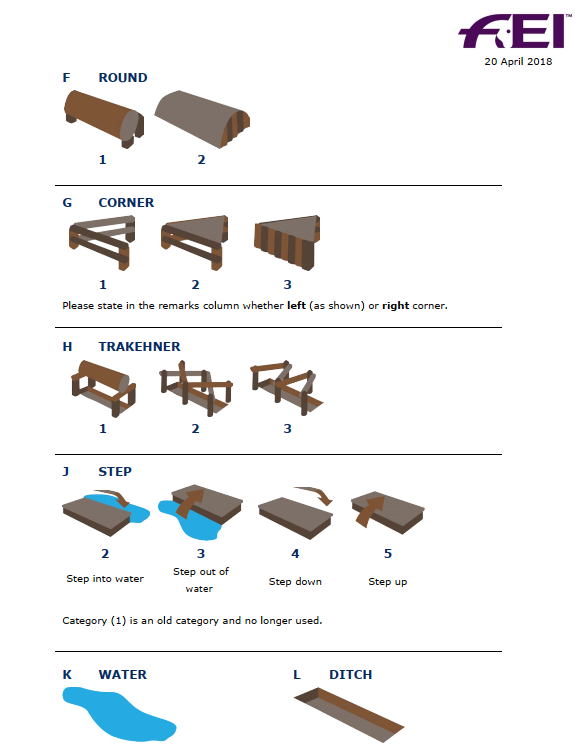 FEI™
20 April 2018
F ROUND
1 2
G CORNER
1 2 3
Please state in the remarks column whether left (as shown) or right corner.
H TRAKEHNER
1 2 3
J STEP
2 3 4 5
Step into water Step out of water Step down Step up
Category (1) is an old category and no longer used.
K WATER L DITCH